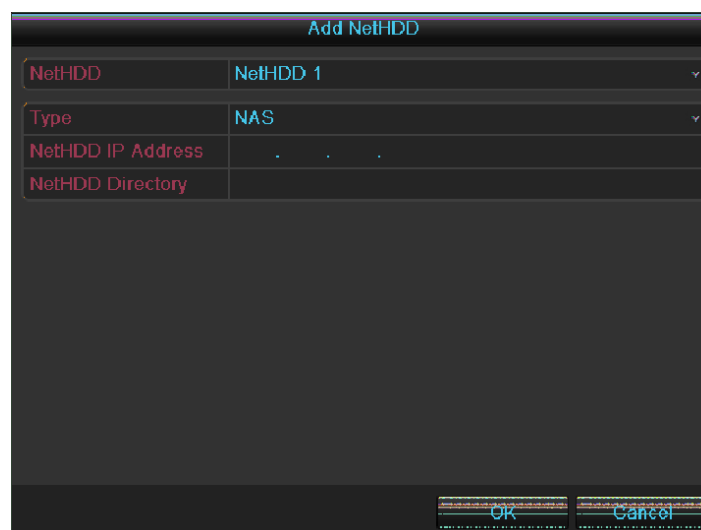 Add NetHDD
NetHDD NetHDD 1
Type NAS
NetHDD IP Address . . .
NetHDD Directory
OK Cancel